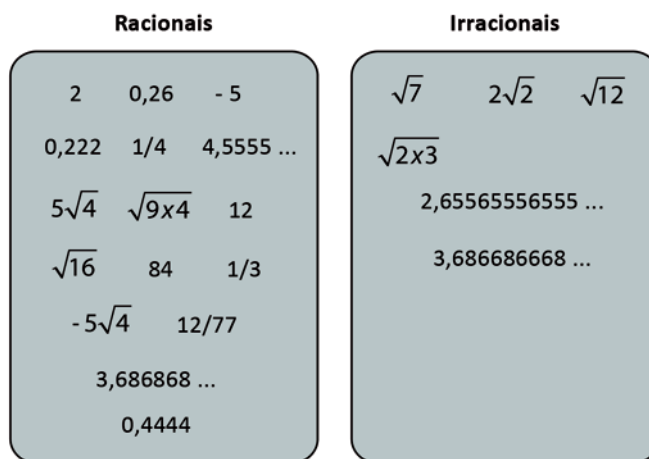 Racionais
2 0,26 - 5
0,222 1/4 4,5555 ...
5√4 √9x4 12
√16 84 1/3
- 5√4 12/77
3,686868 ...
0,4444
Irracionais
√7 2√2 √12
√2x3
2,65565556555 ...
3,686686668 ...